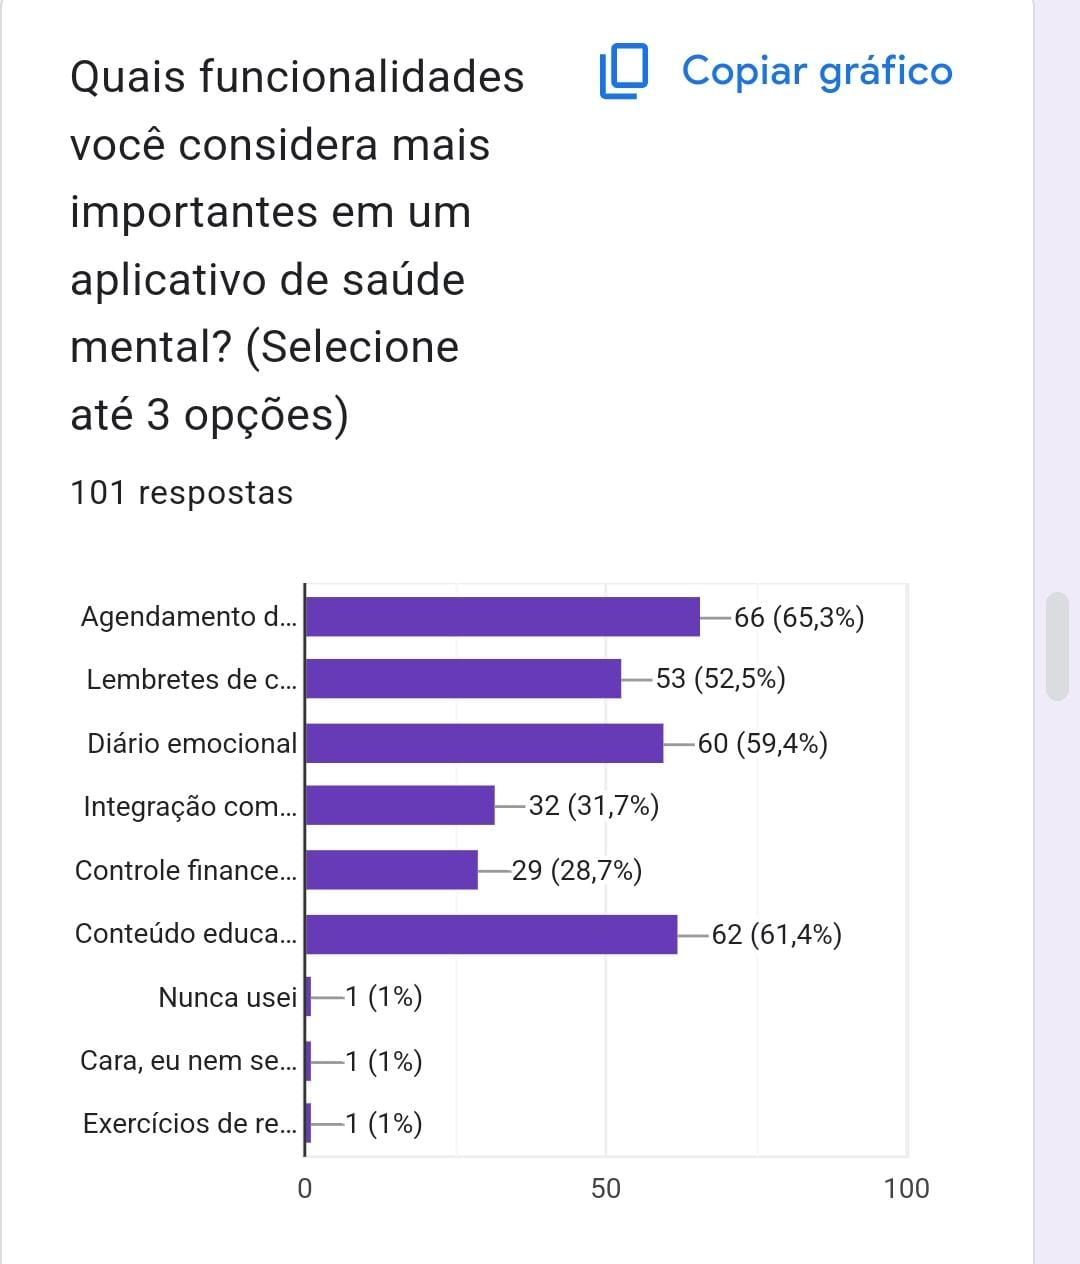 Quais funcionalidades
você considera mais
importantes em um
aplicativo de saúde
mental? (Selecione
até 3 opções)
Copiar gráfico
101 respostas
Agendamento d... 66 (65,3%)
Lembretes de c... 53 (52,5%)
Diário emocional 60 (59,4%)
Integração com... 32 (31,7%)
Controle finance... 29 (28,7%)
Conteúdo educa... 62 (61,4%)
Nunca usei 1 (1%)
Cara, eu nem se... 1 (1%)
Exercícios de re... 1 (1%)
0 50 100